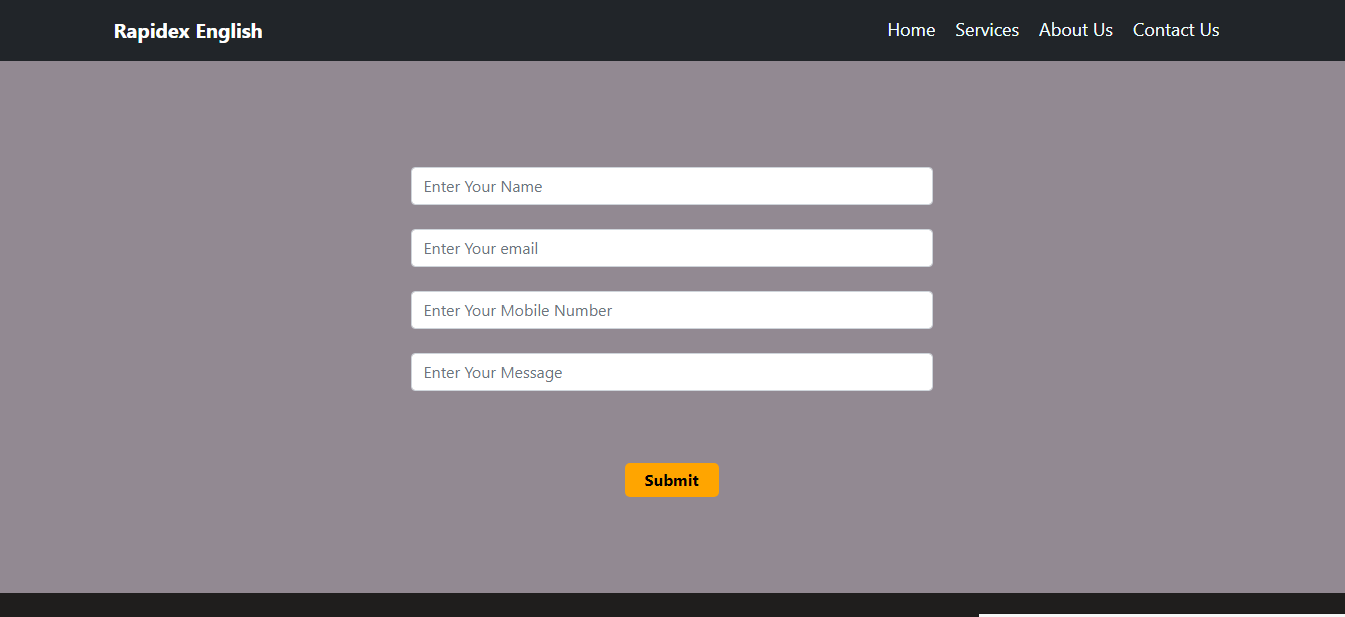 Rapidex English
Home Services About Us Contact Us
Enter Your Name
Enter Your email
Enter Your Mobile Number
Enter Your Message
Submit